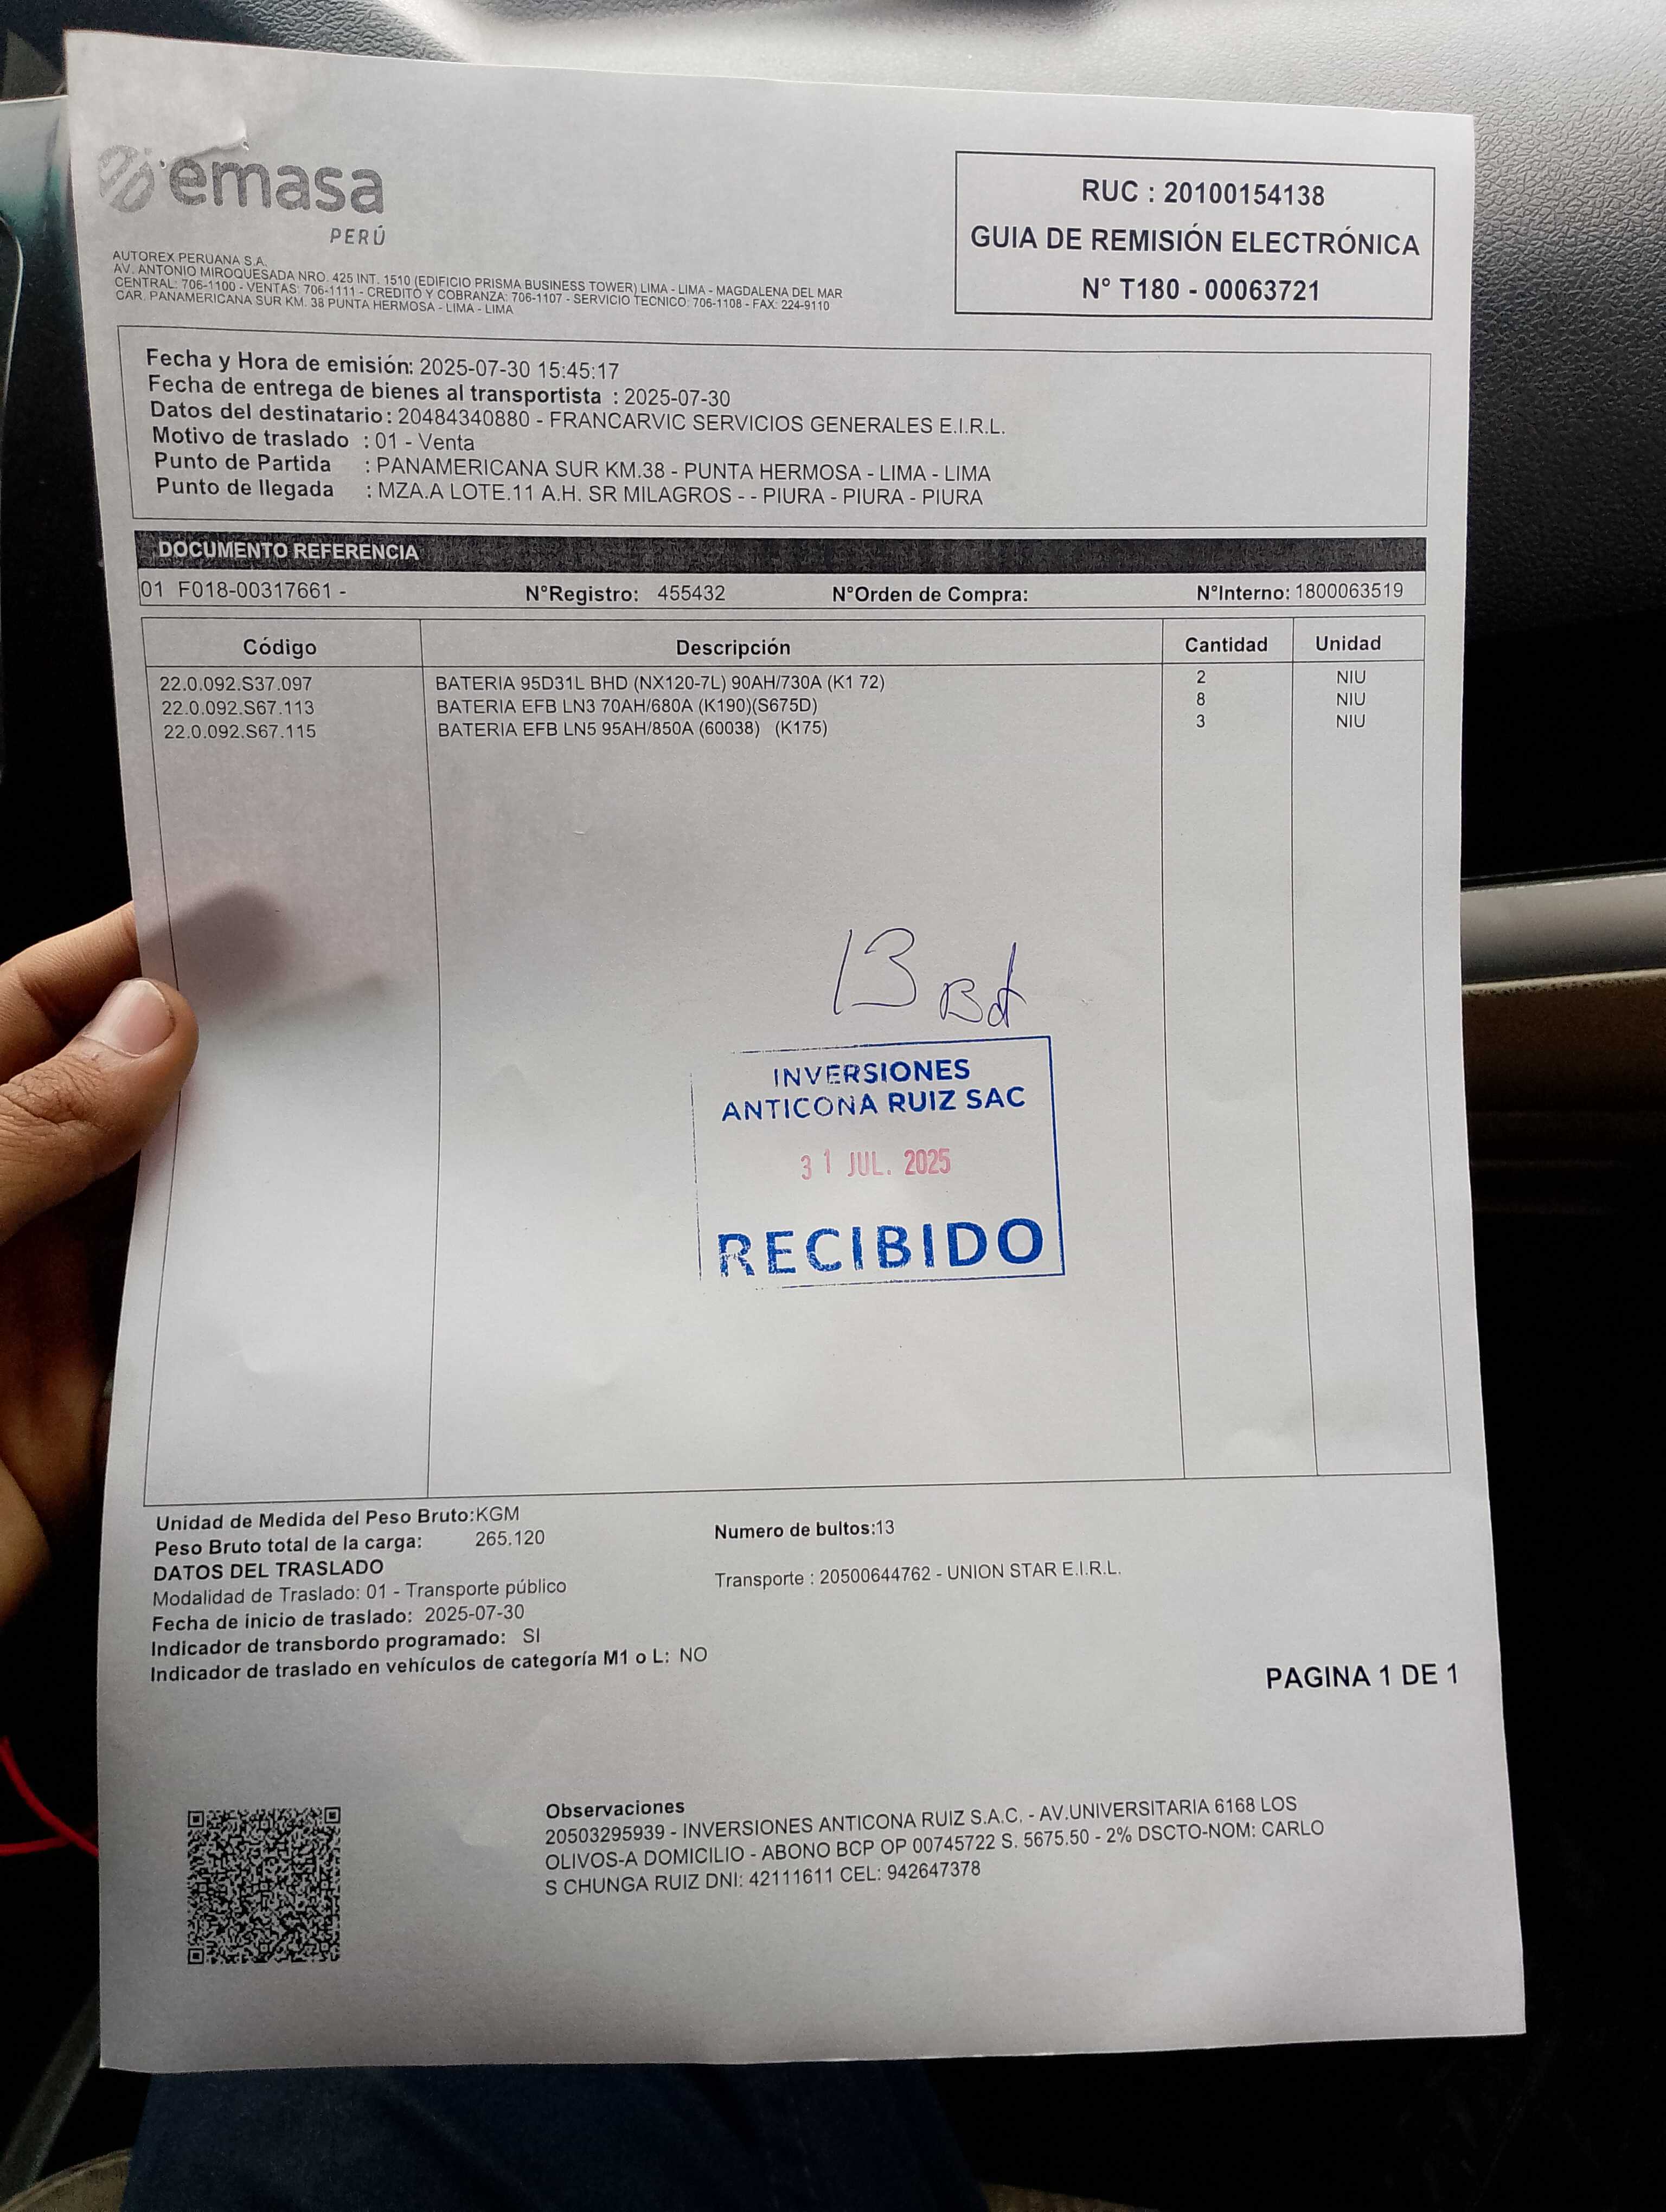 emasa
PERÚ
AUTOREX PERUANA S.A.
AV. ANTONIO MIROQUESADA NRO. 425 INT. 1510 (EDIFICIO PRISMA BUSINESS TOWER) LIMA - LIMA - MAGDALENA DEL MAR
CENTRAL: 706-1100 - VENTAS: 706-1111 - CREDITO Y COBRANZA: 706-1107 - SERVICIO TECNICO: 706-1108 - FAX: 224-9110
CAR. PANAMERICANA SUR KM. 38 PUNTA HERMOSA - LIMA - LIMA
RUC : 20100154138
GUIA DE REMISIÓN ELECTRÓNICA
N° T180 - 00063721
Fecha y Hora de emisión: 2025-07-30 15:45:17
Fecha de entrega de bienes al transportista : 2025-07-30
Datos del destinatario : 20484340880 - FRANCARVIC SERVICIOS GENERALES E.I.R.L.
Motivo de traslado : 01 - Venta
Punto de Partida : PANAMERICANA SUR KM.38 - PUNTA HERMOSA - LIMA - LIMA
Punto de llegada : MZA.A LOTE.11 A.H. SR MILAGROS - - PIURA - PIURA - PIURA
DOCUMENTO REFERENCIA
01 F018-00317661 - N°Registro: 455432 N°Orden de Compra: N°Interno: 1800063519
Código Descripción Cantidad Unidad
22.0.092.S37.097 BATERIA 95D31L BHD (NX120-7L) 90AH/730A (K1 72) 2 NIU
22.0.092.S67.113 BATERIA EFB LN3 70AH/680A (K190)(S675D) 8 NIU
22.0.092.S67.115 BATERIA EFB LN5 95AH/850A (60038) (K175) 3 NIU
13 Bd
INVERSIONES
ANTICONA RUIZ SAC
31 JUL. 2025
RECIBIDO
Unidad de Medida del Peso Bruto:KGM
Peso Bruto total de la carga: 265.120 Numero de bultos:13
DATOS DEL TRASLADO
Modalidad de Traslado: 01 - Transporte público Transporte : 20500644762 - UNION STAR E.I.R.L.
Fecha de inicio de traslado: 2025-07-30
Indicador de transbordo programado: SI
Indicador de traslado en vehículos de categoría M1 o L: NO
PAGINA 1 DE 1
Observaciones
20503295939 - INVERSIONES ANTICONA RUIZ S.A.C. - AV.UNIVERSITARIA 6168 LOS
OLIVOS-A DOMICILIO - ABONO BCP OP 00745722 S. 5675.50 - 2% DSCTO-NOM: CARLO
S CHUNGA RUIZ DNI: 42111611 CEL: 942647378